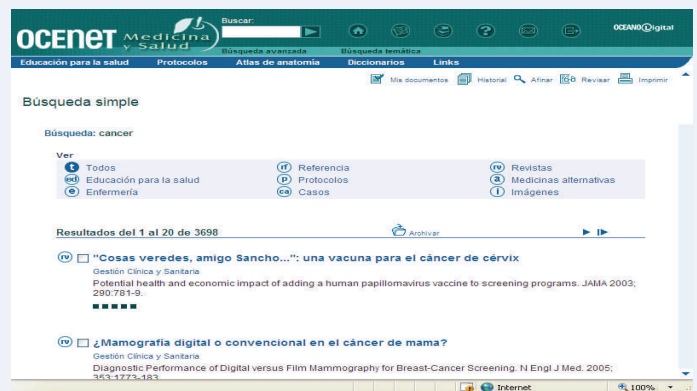 Buscar:
OCENET Medicina y Salud
OCEANO Digital
Búsqueda avanzada Búsqueda temática
Educación para la salud Protocolos Atlas de anatomía Diccionarios Links
Mis documentos Historial Afinar Revisar Imprimir
Búsqueda simple
Búsqueda: cancer
Ver
t Todos rf Referencia rv Revistas
ed Educación para la salud p Protocolos a Medicinas alternativas
e Enfermería ca Casos i Imágenes
Resultados del 1 al 20 de 3698 Archivar
rv "Cosas veredes, amigo Sancho...": una vacuna para el cáncer de cérvix
Gestión Clínica y Sanitaria
Potential health and economic impact of adding a human papillomavirus vaccine to screening programs. JAMA 2003;
290:781-9.
rv ¿Mamografía digital o convencional en el cáncer de mama?
Gestión Clínica y Sanitaria
Diagnostic Performance of Digital versus Film Mammography for Breast-Cancer Screening. N Engl J Med. 2005;
353:1773-183.
Internet 100%